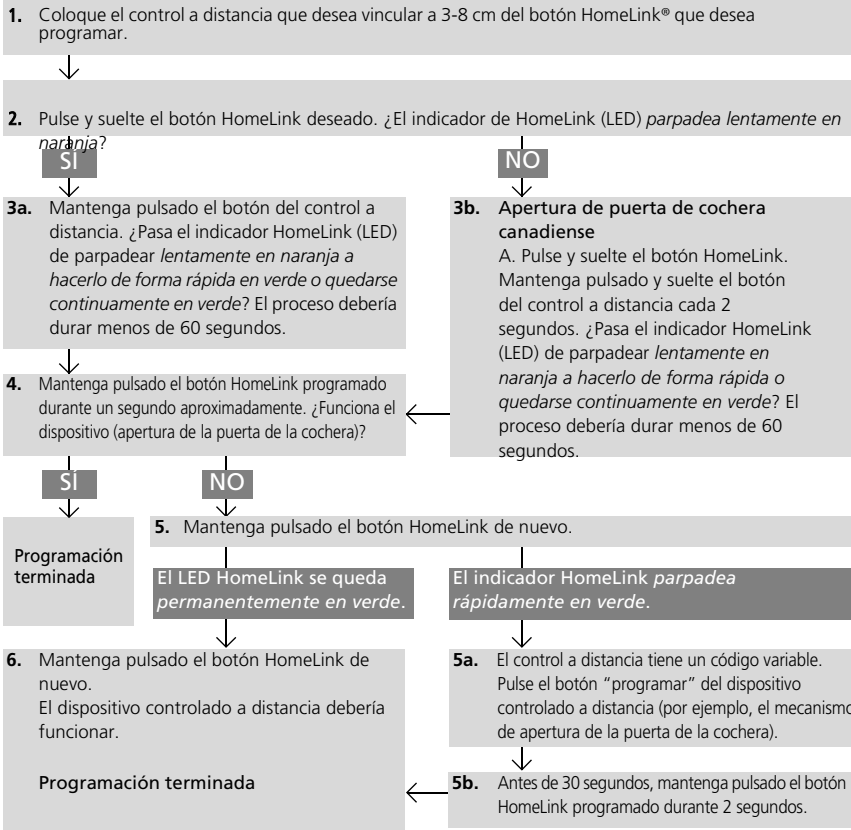 1. Coloque el control a distancia que desea vincular a 3-8 cm del botón HomeLink® que desea
programar.
2. Pulse y suelte el botón HomeLink deseado. ¿El indicador de HomeLink (LED) parpadea lentamente en
naranja?
SÍ
NO
3a. Mantenga pulsado el botón del control a
distancia. ¿Pasa el indicador HomeLink (LED)
de parpadear lentamente en naranja a
hacerlo de forma rápida en verde o quedarse
continuamente en verde? El proceso debería
durar menos de 60 segundos.
3b. Apertura de puerta de cochera
canadiense
A. Pulse y suelte el botón HomeLink.
Mantenga pulsado y suelte el botón
del control a distancia cada 2
segundos. ¿Pasa el indicador HomeLink
(LED) de parpadear lentamente en
naranja a hacerlo de forma rápida o
quedarse continuamente en verde? El
proceso debería durar menos de 60
segundos.
4. Mantenga pulsado el botón HomeLink programado
durante un segundo aproximadamente. ¿Funciona el
dispositivo (apertura de la puerta de la cochera)?
SÍ
NO
Programación
terminada
5. Mantenga pulsado el botón HomeLink de nuevo.
El LED HomeLink se queda
permanentemente en verde.
El indicador HomeLink parpadea
rápidamente en verde.
6. Mantenga pulsado el botón HomeLink de
nuevo.
El dispositivo controlado a distancia debería
funcionar.
Programación terminada
5a. El control a distancia tiene un código variable.
Pulse el botón “programar” del dispositivo
controlado a distancia (por ejemplo, el mecanismo
de apertura de la puerta de la cochera).
5b. Antes de 30 segundos, mantenga pulsado el botón
HomeLink programado durante 2 segundos.